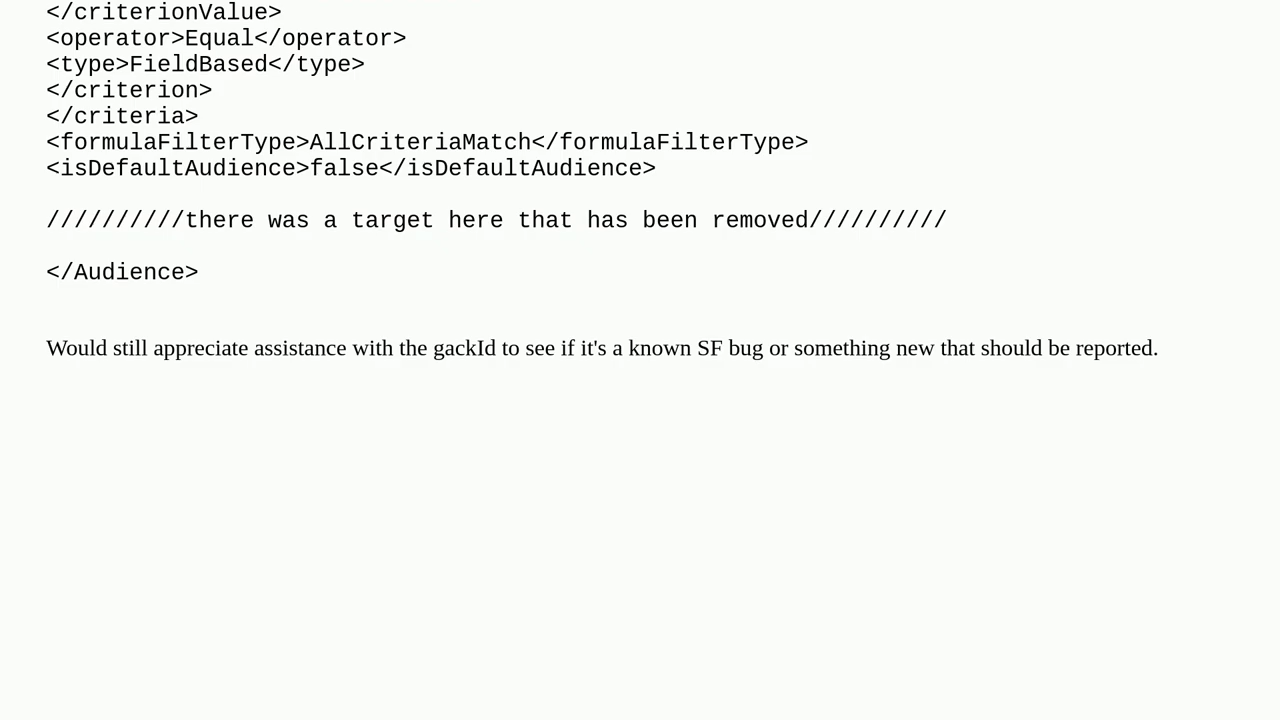 </criterionValue>
<operator>Equal</operator>
<type>FieldBased</type>
</criterion>
</criteria>
<formulaFilterType>AllCriteriaMatch</formulaFilterType>
<isDefaultAudience>false</isDefaultAudience>
//////////there was a target here that has been removed//////////
</Audience>
Would still appreciate assistance with the gackId to see if it's a known SF bug or something new that should be reported.